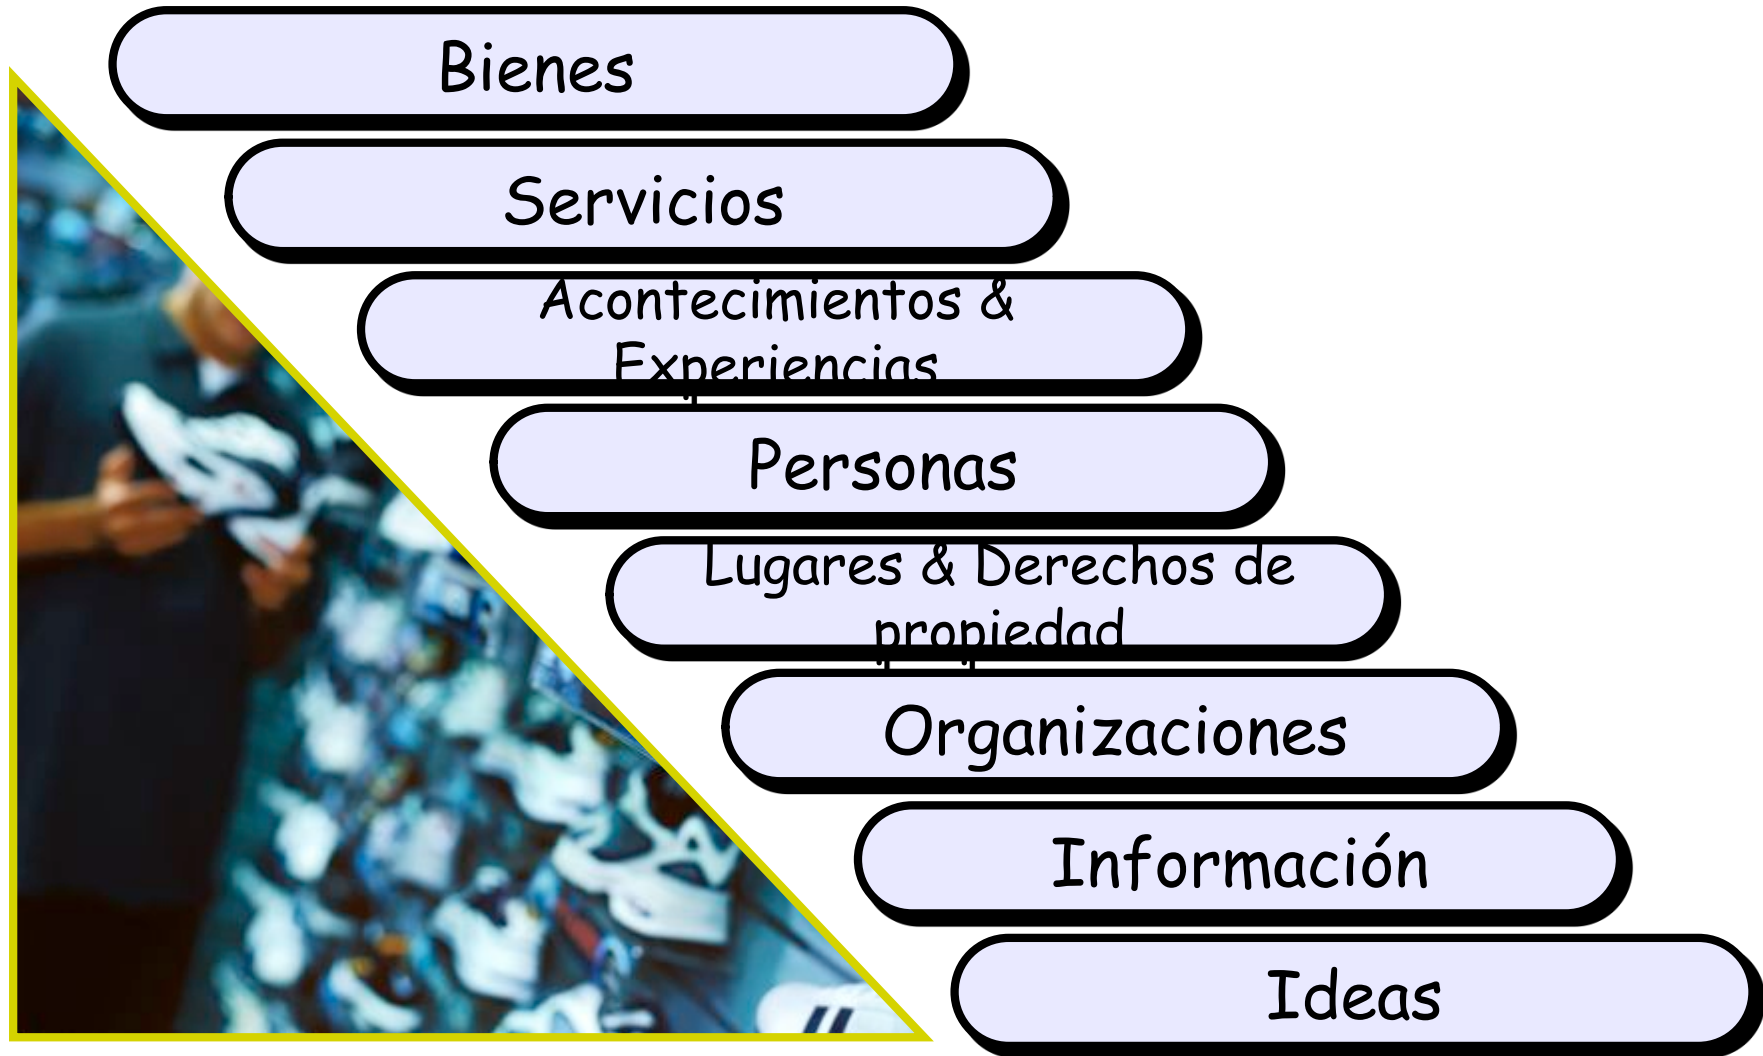 Bienes
Servicios
Acontecimientos &
Experiencias
Personas
Lugares & Derechos de
propiedad
Organizaciones
Información
Ideas